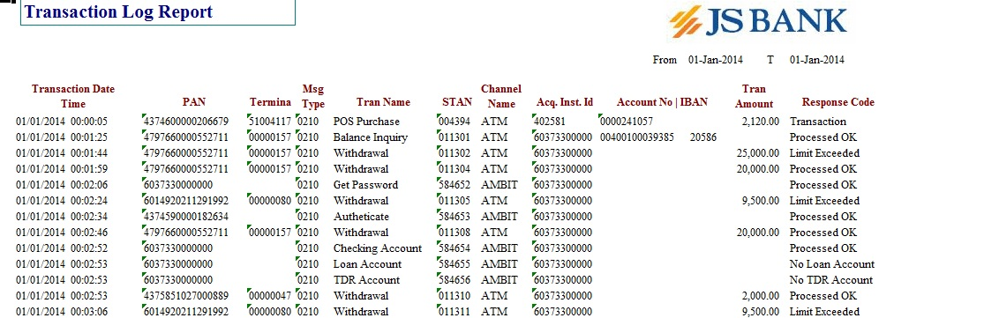 Transaction Log Report
JS BANK
From 01-Jan-2014 T 01-Jan-2014
Transaction Date Time PAN Termina Msg Type Tran Name STAN Channel Name Acq. Inst. Id Account No | IBAN Tran Amount Response Code
01/01/2014 00:00:05 4374600000206679 51004117 0210 POS Purchase 004394 ATM 402581 0000241057 2,120.00 Transaction
01/01/2014 00:01:25 4797660000552711 00000157 0210 Balance Inquiry 011301 ATM 60373300000 00400100039385 20586 Processed OK
01/01/2014 00:01:44 4797660000552711 00000157 0210 Withdrawal 011302 ATM 60373300000 25,000.00 Limit Exceeded
01/01/2014 00:01:59 4797660000552711 00000157 0210 Withdrawal 011304 ATM 60373300000 20,000.00 Processed OK
01/01/2014 00:02:06 6037330000000 0210 Get Password 584652 AMBIT 60373300000 Processed OK
01/01/2014 00:02:24 6014920211291992 00000080 0210 Withdrawal 011305 ATM 60373300000 9,500.00 Limit Exceeded
01/01/2014 00:02:34 4374590000182634 0210 Autheticate 584653 AMBIT 60373300000 Processed OK
01/01/2014 00:02:46 4797660000552711 00000157 0210 Withdrawal 011308 ATM 60373300000 20,000.00 Processed OK
01/01/2014 00:02:52 6037330000000 0210 Checking Account 584654 AMBIT 60373300000 Processed OK
01/01/2014 00:02:53 6037330000000 0210 Loan Account 584655 AMBIT 60373300000 No Loan Account
01/01/2014 00:02:53 6037330000000 0210 TDR Account 584656 AMBIT 60373300000 No TDR Account
01/01/2014 00:02:53 4375851027000889 00000047 0210 Withdrawal 011310 ATM 60373300000 2,000.00 Processed OK
01/01/2014 00:03:06 6014920211291992 00000080 0210 Withdrawal 011311 ATM 60373300000 9,500.00 Limit Exceeded